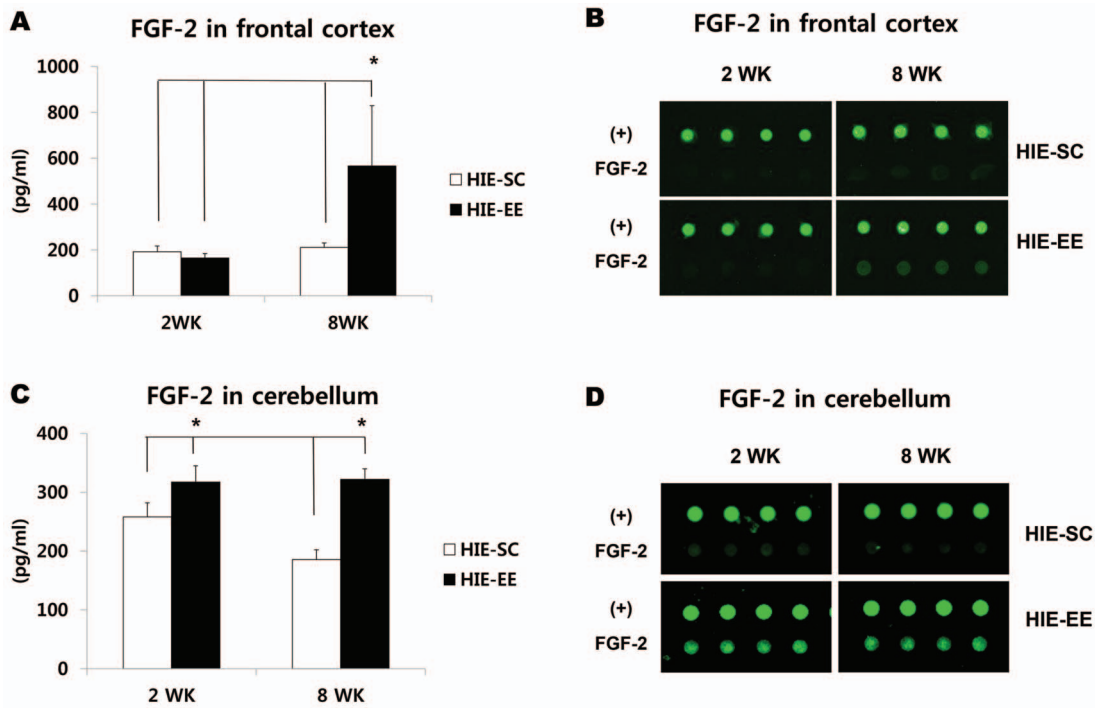 A
FGF-2 in frontal cortex
1000
800
600
400
200
0
(pg/ml)
*
HIE-SC
HIE-EE
2WK
8WK
B
FGF-2 in frontal cortex
2 WK
8 WK
(+)
FGF-2
HIE-SC
(+)
FGF-2
HIE-EE
C
FGF-2 in cerebellum
400
300
200
100
0
(pg/ml)
*
*
HIE-SC
HIE-EE
2 WK
8 WK
D
FGF-2 in cerebellum
2 WK
8 WK
(+)
FGF-2
HIE-SC
(+)
FGF-2
HIE-EE